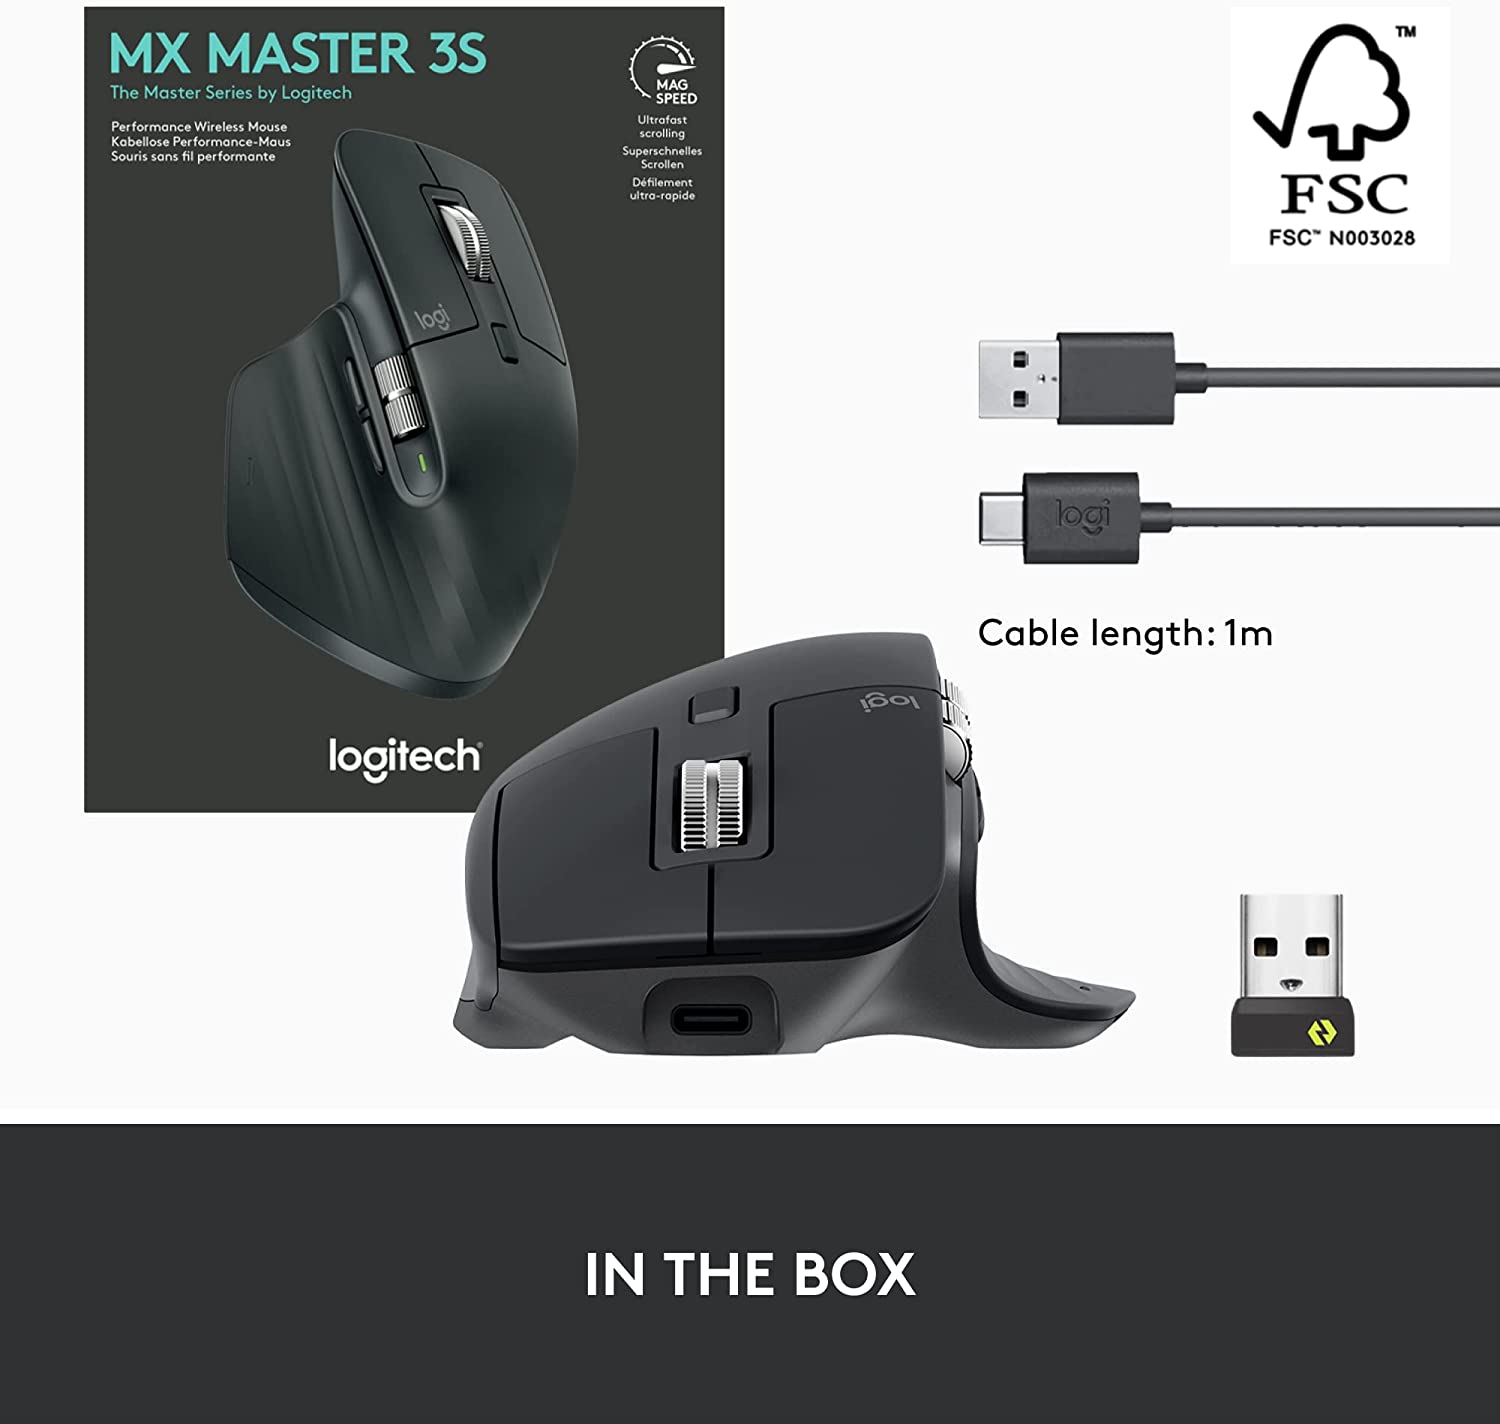 MX MASTER 3S
The Master Series by Logitech
Performance Wireless Mouse
Kabellose Performance-Maus
Souris sans fil performante
MAG
SPEED
Ultrafast
scrolling
Superschnelles
Scrollen
Défilement
ultra-rapide
logi
logitech
™
FSC
FSC™ N003028
logi
Cable length: 1m
logi
IN THE BOX